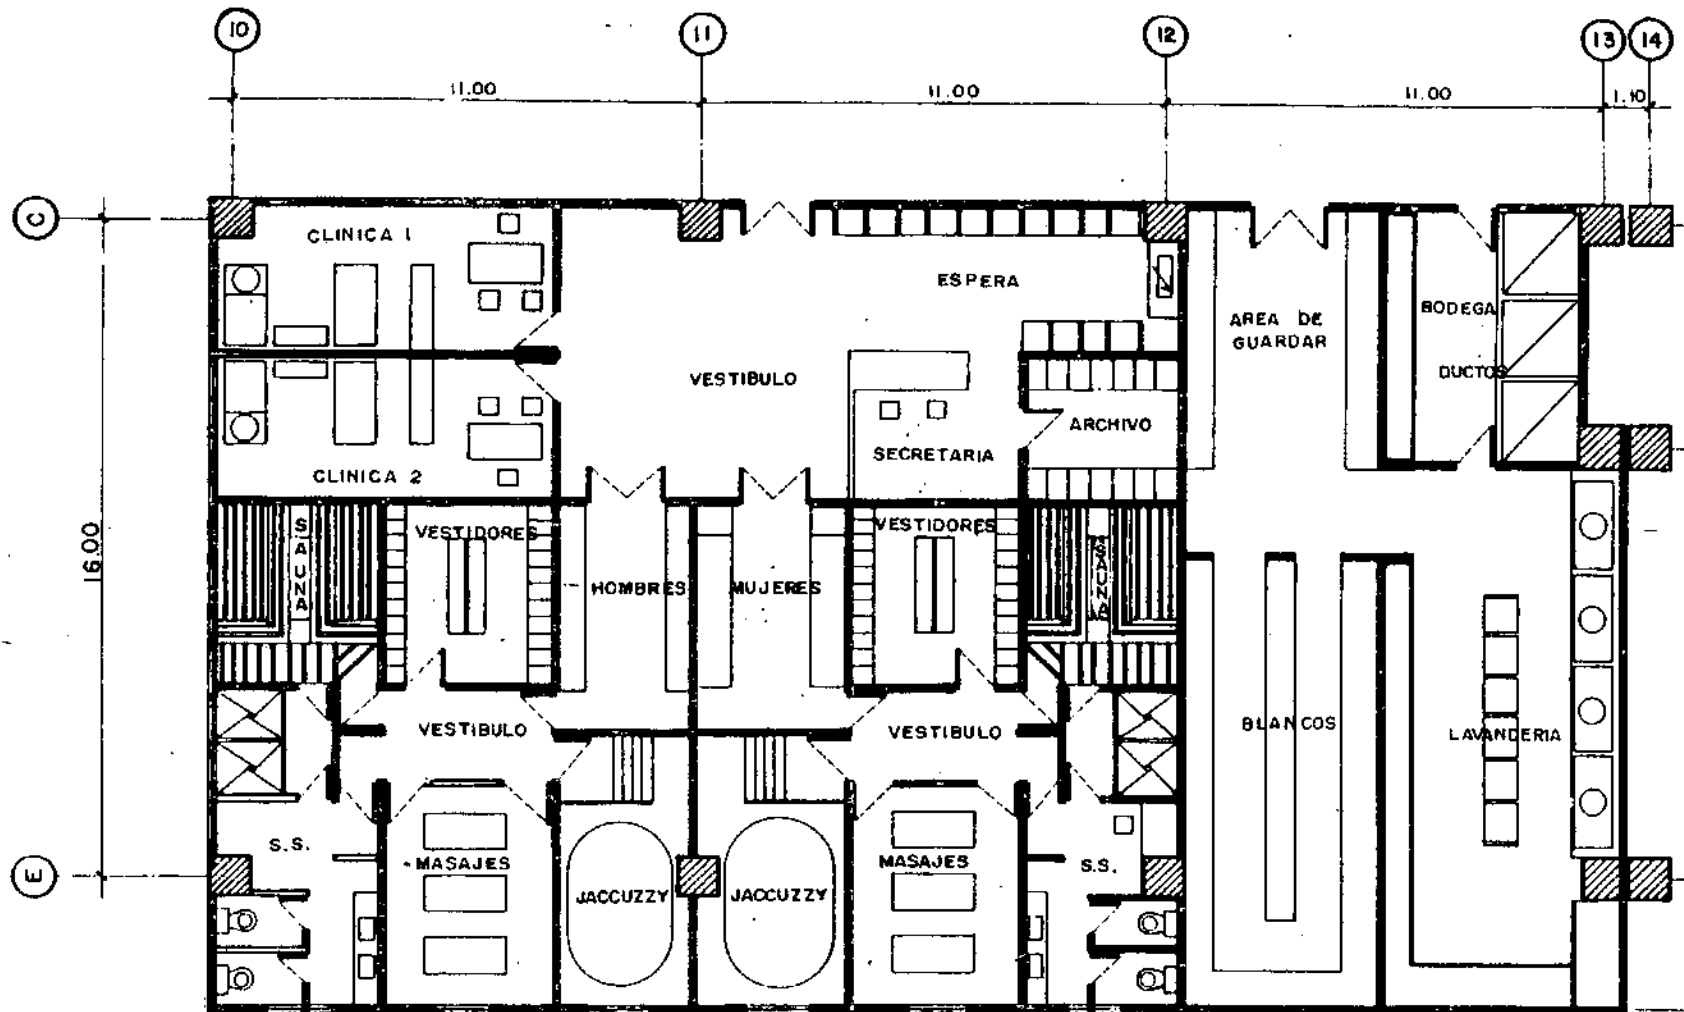 10 11 12 13 14
11.00 11.00 11.00 1.10
C
CLINICA 1
ESPERA
BODEGA
AREA DE
GUARDAR
VESTIBULO
DUCTOS
ARCHIVO
SECRETARIA
CLINICA 2
16.00
SAUNA
VESTIDORES
VESTIDORES
SAUNA
HOMBRES
MUJERES
VESTIBULO
VESTIBULO
BLANCOS
LAVANDERIA
S.S.
MASAJES
MASAJES
S.S.
E
JACCUZZY
JACCUZZY